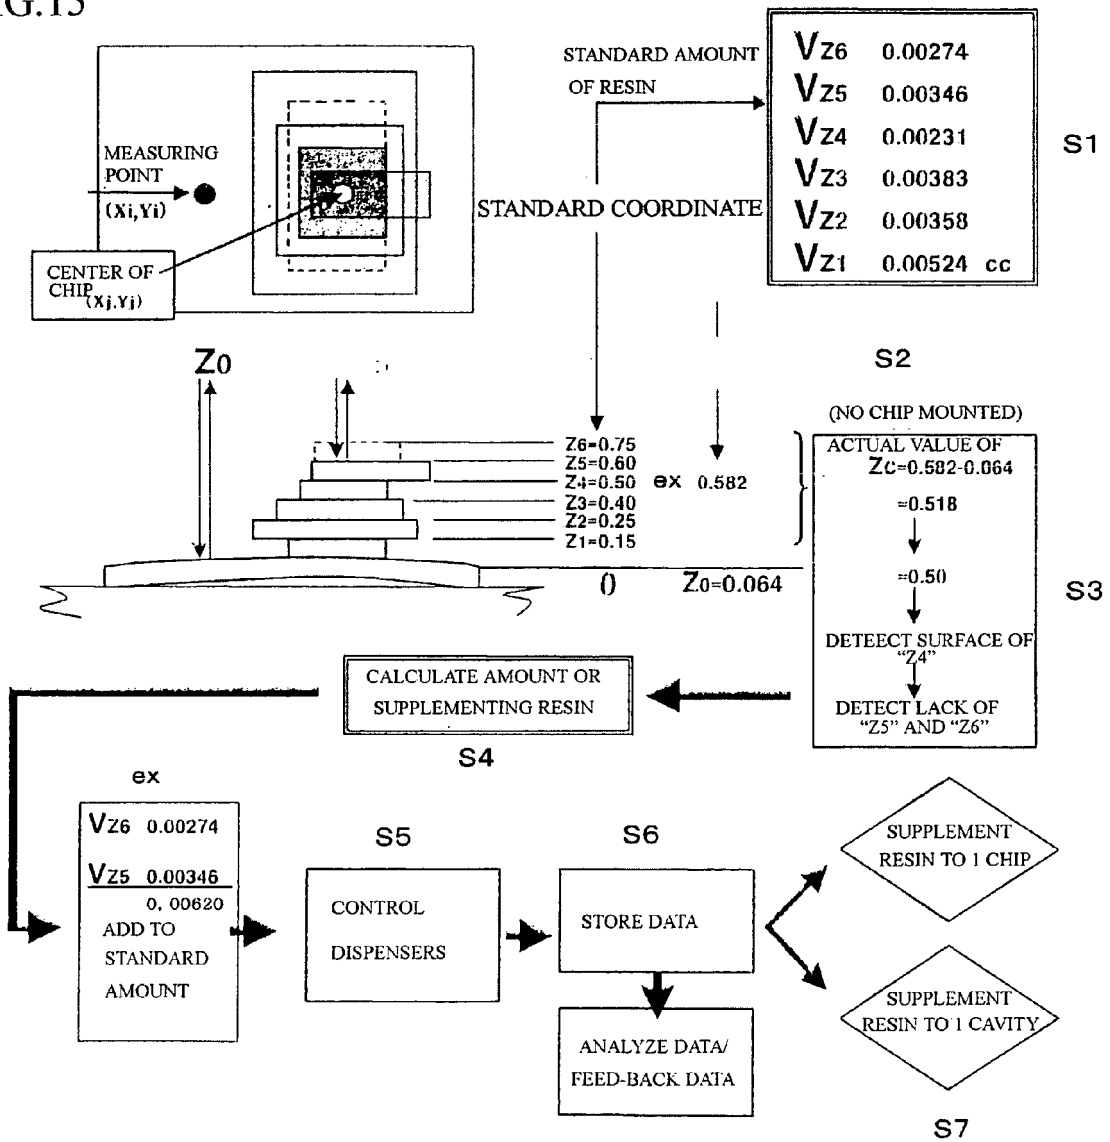 FIG.15
STANDARD AMOUNT
OF RESIN
VZ6 0.00274
VZ5 0.00346
VZ4 0.00231
VZ3 0.00383
VZ2 0.00358
VZ1 0.00524 cc
S1
MEASURING
POINT
(Xi,Yi)
STANDARD COORDINATE
CENTER OF
CHIP
(Xj,Yj)
Z0
S2
(NO CHIP MOUNTED)
Z6=0.75
Z5=0.60
Z4=0.50 ex 0.582
Z3=0.40
Z2=0.25
Z1=0.15
0 Z0=0.064
ACTUAL VALUE OF
ZC=0.582-0.064
=0.518
=0.50
DETEECT SURFACE OF
“Z4”
DETECT LACK OF
“Z5” AND “Z6”
S3
CALCULATE AMOUNT OR
SUPPLEMENTING RESIN
S4
ex
VZ6 0.00274
VZ5 0.00346
0, 00620
ADD TO
STANDARD
AMOUNT
S5
CONTROL
DISPENSERS
S6
STORE DATA
ANALYZE DATA/
FEED-BACK DATA
SUPPLEMENT
RESIN TO 1 CHIP
SUPPLEMENT
RESIN TO 1 CAVITY
S7